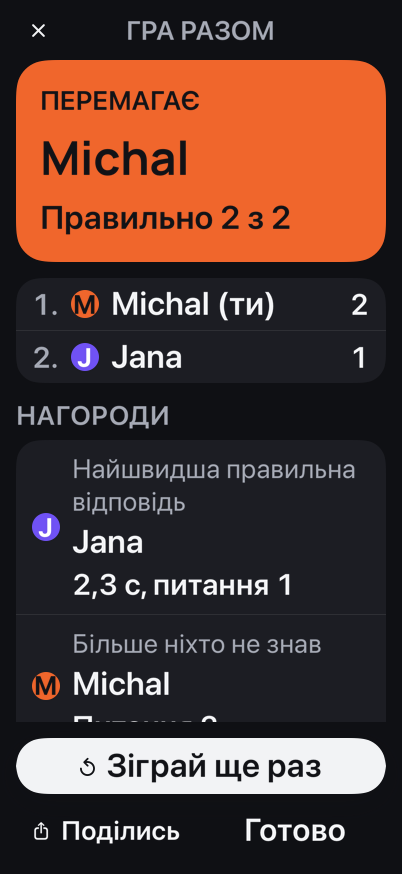 ГРА РАЗОМ
ПЕРЕМАГАЄ
Michal
Правильно 2 з 2
1. M Michal (ти) 2
2. J Jana 1
НАГОРОДИ
Найшвидша правильна
відповідь
J Jana
2,3 с, питання 1
Більше ніхто не знав
M Michal
Зіграй ще раз
Поділись Готово